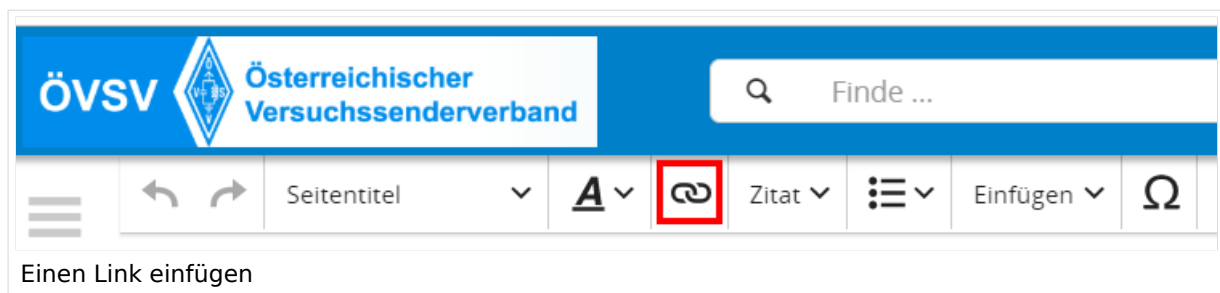 ÖVSV
Österreichischer
Versuchssenderverband
Finde ...
Seitentitel A Zitat Einfügen Ω
Einen Link einfügen